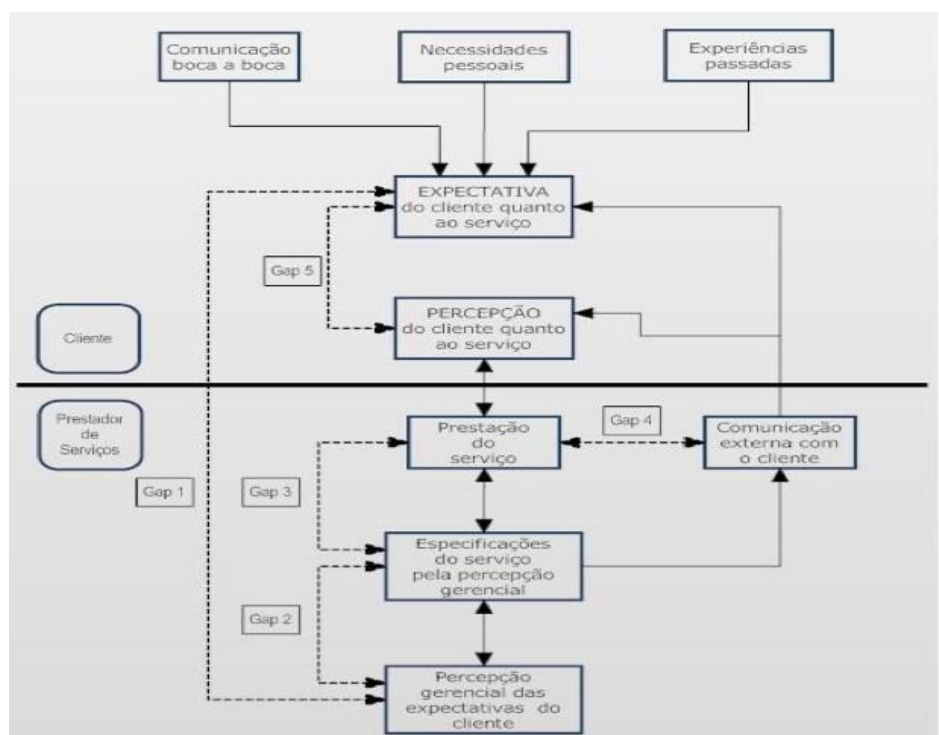 Comunicação
boca a boca
Necessidades
pessoais
Experiências
passadas
EXPECTATIVA
do cliente quanto
ao serviço
Gap 5
PERCEPÇÃO
do cliente quanto
ao serviço
Cliente
Prestador
de
Serviços
Prestação
do
serviço
Gap 4
Comunicação
externa com
o cliente
Gap 1
Gap 3
Especificações
do serviço
pela percepção
gerencial
Gap 2
Percepção
gerencial das
expectativas do
cliente